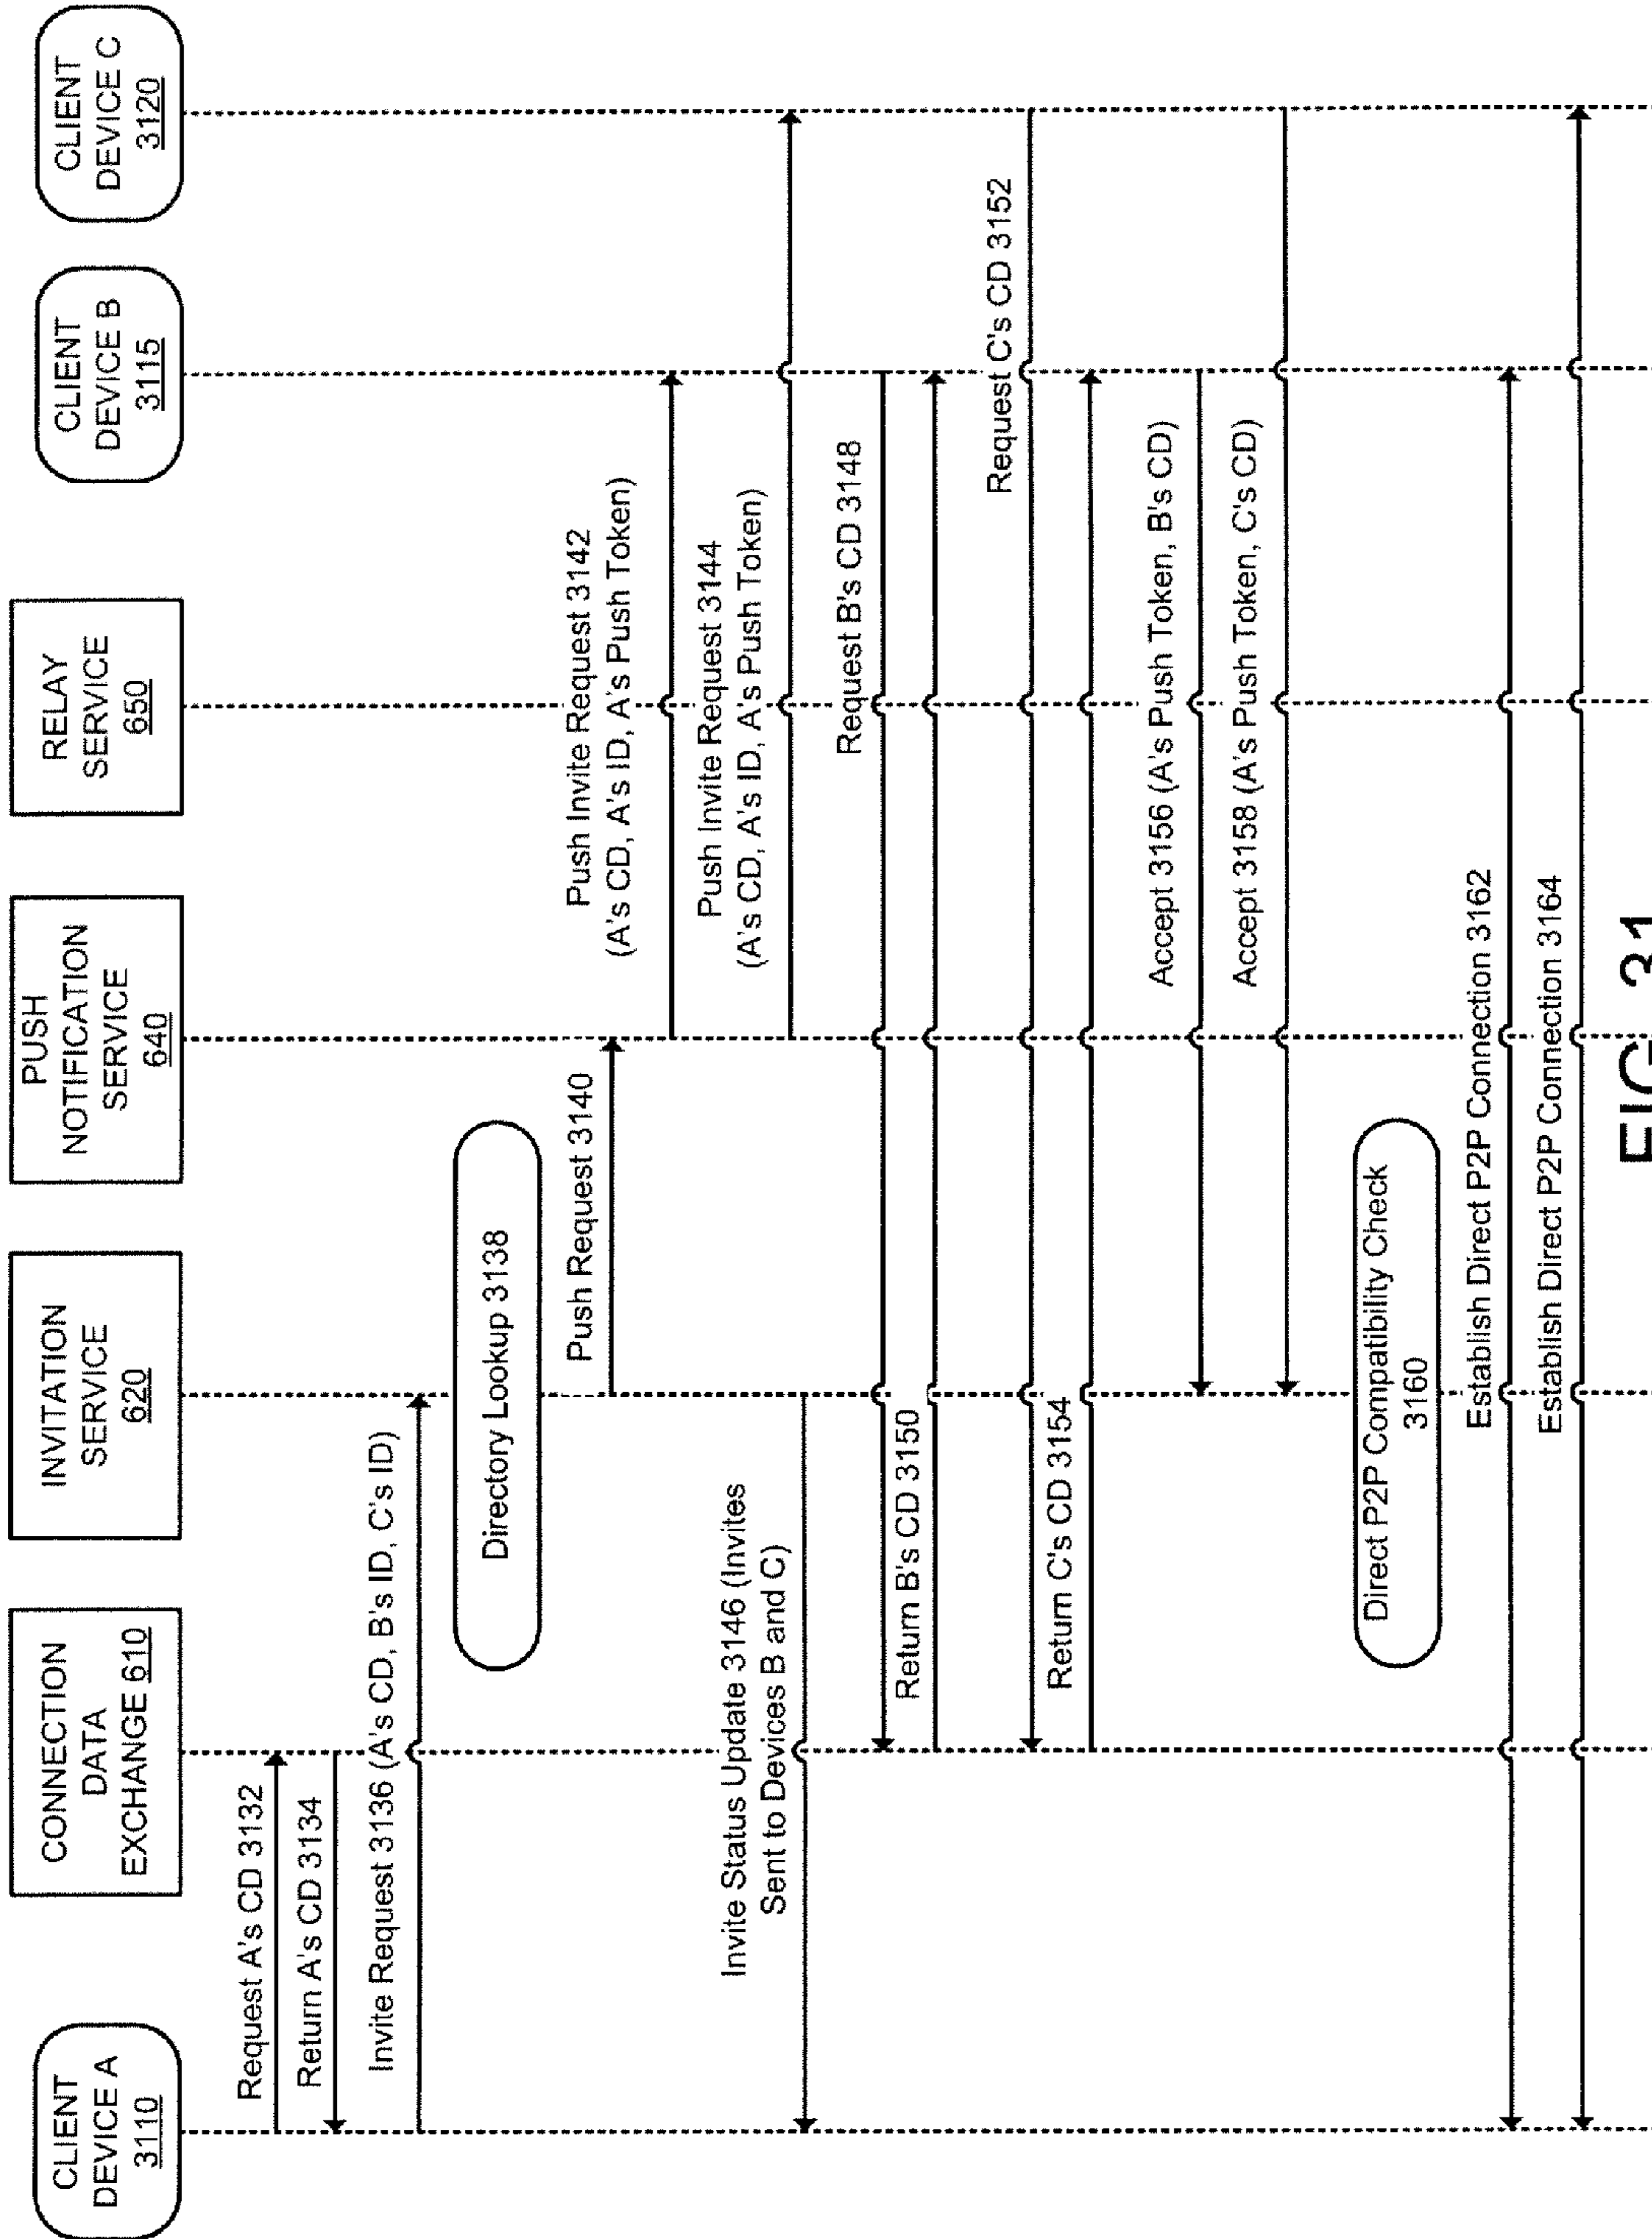 CLIENT
DEVICE A
3110
CONNECTION
DATA
EXCHANGE 610
INVITATION
SERVICE
620
PUSH
NOTIFICATION
SERVICE
640
RELAY
SERVICE
650
CLIENT
DEVICE B
3115
CLIENT
DEVICE C
3120
Request A's CD 3132
Return A's CD 3134
Invite Request 3136 (A's CD, B's ID, C's ID)
Directory Lookup 3138
Push Request 3140
Push Invite Request 3142
(A's CD, A's ID, A's Push Token)
Push Invite Request 3144
(A's CD, A's ID, A's Push Token)
Invite Status Update 3146 (Invites
Sent to Devices B and C)
Request B's CD 3148
Return B's CD 3150
Request C's CD 3152
Return C's CD 3154
Accept 3156 (A's Push Token, B's CD)
Accept 3158 (A's Push Token, C's CD)
Direct P2P Compatibility Check
3160
Establish Direct P2P Connection 3162
Establish Direct P2P Connection 3164
FIG. 31